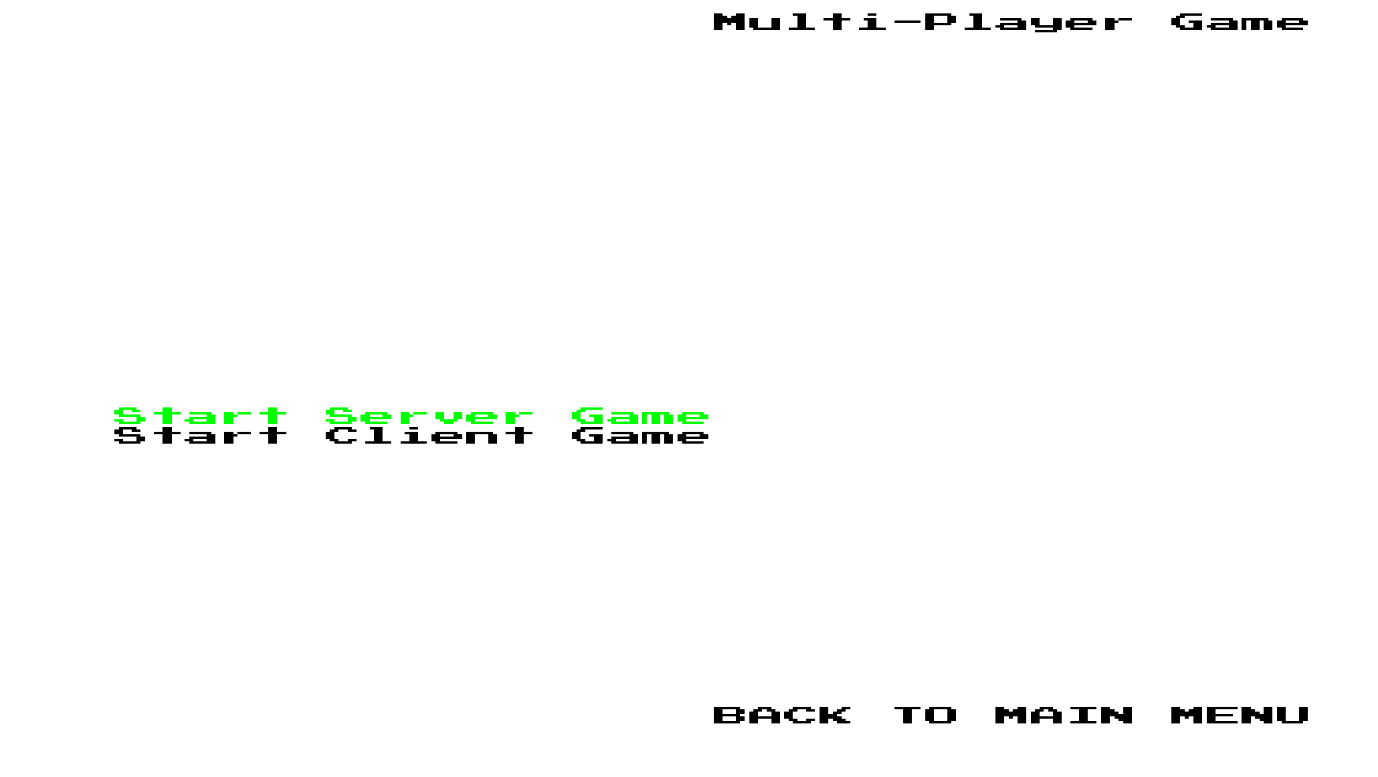 Multi-Player Game
Start Server Game
Start Client Game
BACK TO MAIN MENU